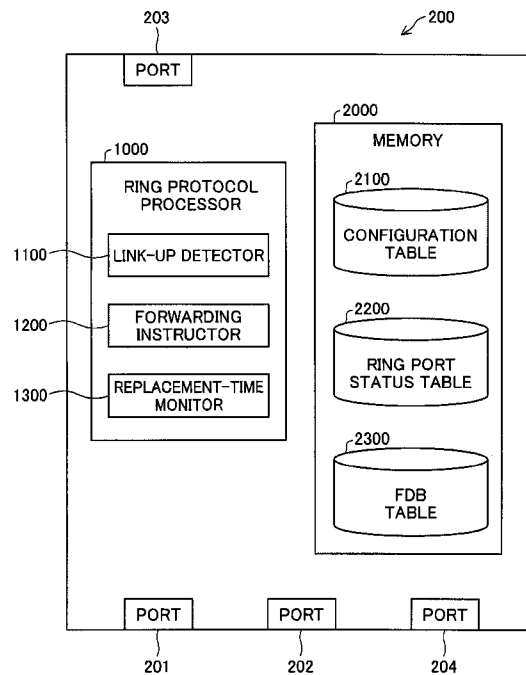 203
200
PORT
1000
RING PROTOCOL
PROCESSOR
1100
LINK-UP DETECTOR
1200
FORWARDING
INSTRUCTOR
1300
REPLACEMENT-TIME
MONITOR
2000
MEMORY
2100
CONFIGURATION
TABLE
2200
RING PORT
STATUS TABLE
2300
FDB
TABLE
PORT
PORT
PORT
201
202
204